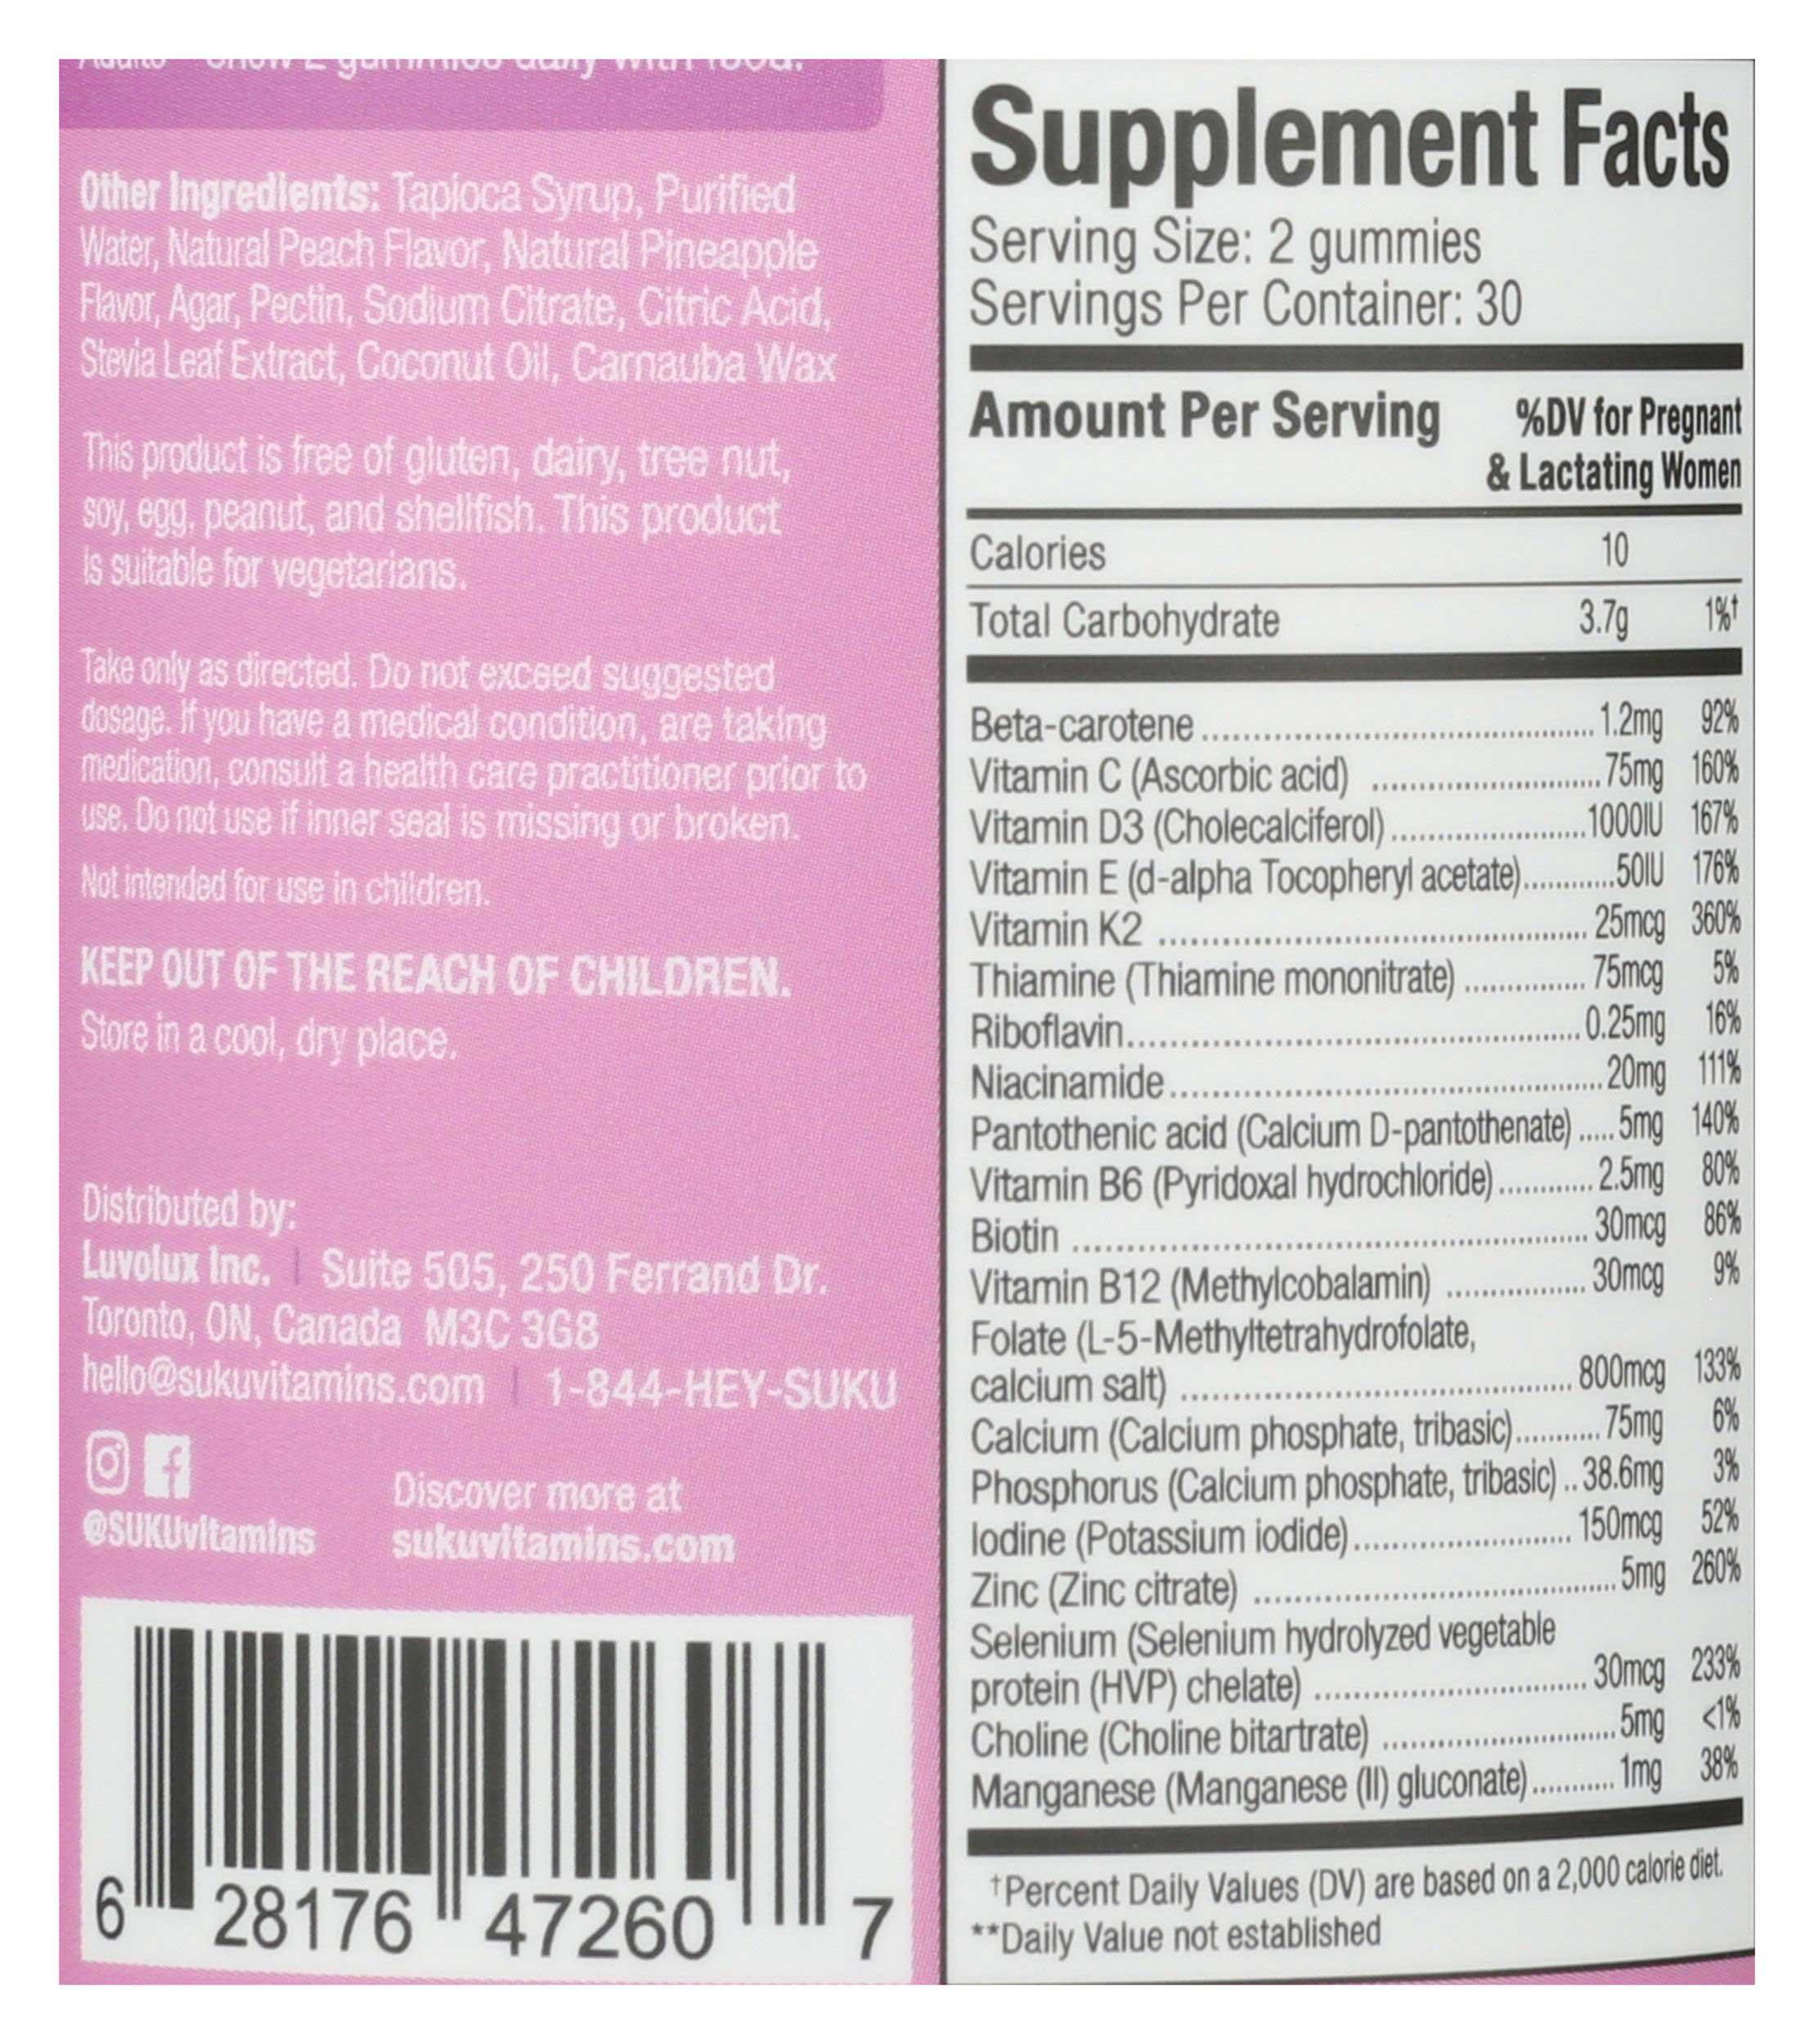 Adults - Chew 2 gummies daily with food.
Other Ingredients: Tapioca Syrup, Purified
Water, Natural Peach Flavor, Natural Pineapple
Flavor, Agar, Pectin, Sodium Citrate, Citric Acid,
Stevia Leaf Extract, Coconut Oil, Carnauba Wax
This product is free of gluten, dairy, tree nut,
soy, egg, peanut, and shellfish. This product
is suitable for vegetarians.
Take only as directed. Do not exceed suggested
dosage. If you have a medical condition, are taking
medication, consult a health care practitioner prior to
use. Do not use if inner seal is missing or broken.
Not intended for use in children.
KEEP OUT OF THE REACH OF CHILDREN.
Store in a cool, dry place.
Distributed by:
Luvolux Inc. | Suite 505, 250 Ferrand Dr.
Toronto, ON, Canada M3C 3G8
hello@sukuvitamins.com | 1-844-HEY-SUKU
@SUKUvitamins
Discover more at
sukuvitamins.com
6 28176 47260 7
Supplement Facts
Serving Size: 2 gummies
Servings Per Container: 30
Amount Per Serving %DV for Pregnant
& Lactating Women
Calories 10
Total Carbohydrate 3.7g 1%†
Beta-carotene 1.2mg 92%
Vitamin C (Ascorbic acid) 75mg 160%
Vitamin D3 (Cholecalciferol) 1000IU 167%
Vitamin E (d-alpha Tocopheryl acetate) 50IU 176%
Vitamin K2 25mcg 360%
Thiamine (Thiamine mononitrate) 75mcg 5%
Riboflavin 0.25mg 16%
Niacinamide 20mg 111%
Pantothenic acid (Calcium D-pantothenate) 5mg 140%
Vitamin B6 (Pyridoxal hydrochloride) 2.5mg 80%
Biotin 30mcg 86%
Vitamin B12 (Methylcobalamin) 30mcg 9%
Folate (L-5-Methyltetrahydrofolate,
calcium salt) 800mcg 133%
Calcium (Calcium phosphate, tribasic) 75mg 6%
Phosphorus (Calcium phosphate, tribasic) 38.6mg 3%
Iodine (Potassium iodide) 150mcg 52%
Zinc (Zinc citrate) 5mg 260%
Selenium (Selenium hydrolyzed vegetable
protein (HVP) chelate) 30mcg 233%
Choline (Choline bitartrate) 5mg <1%
Manganese (Manganese (II) gluconate) 1mg 38%
†Percent Daily Values (DV) are based on a 2,000 calorie diet.
**Daily Value not established